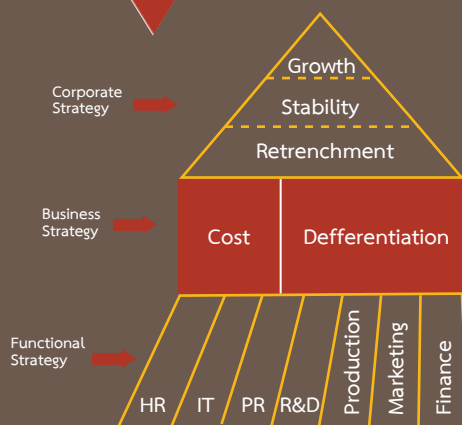 Growth
Corporate
Strategy
Stability
Retrenchment
Business
Strategy
Cost
Defferentiation
Functional
Strategy
HR
IT
PR
R&D
Production
Marketing
Finance